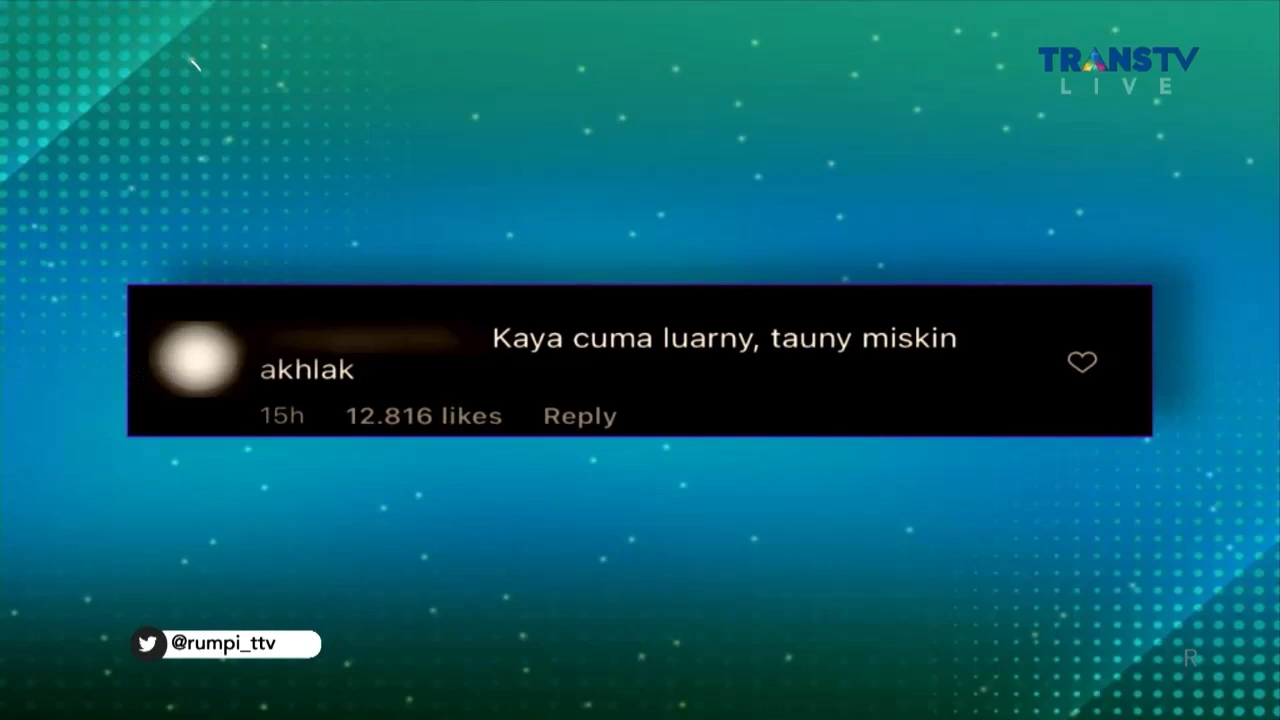 TRANSTV
LIVE
Kaya cuma luarny, tauny miskin
akhlak
15h 12.816 likes Reply
@rumpi_ttv
R